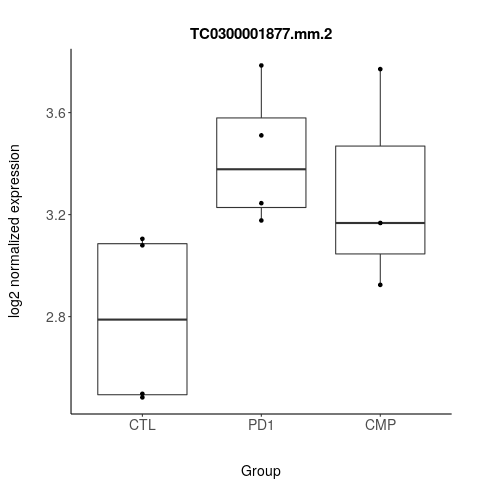 TC0300001877.mm.2
log2 normalized expression
3.6
3.2
2.8
CTL
PD1
CMP
Group